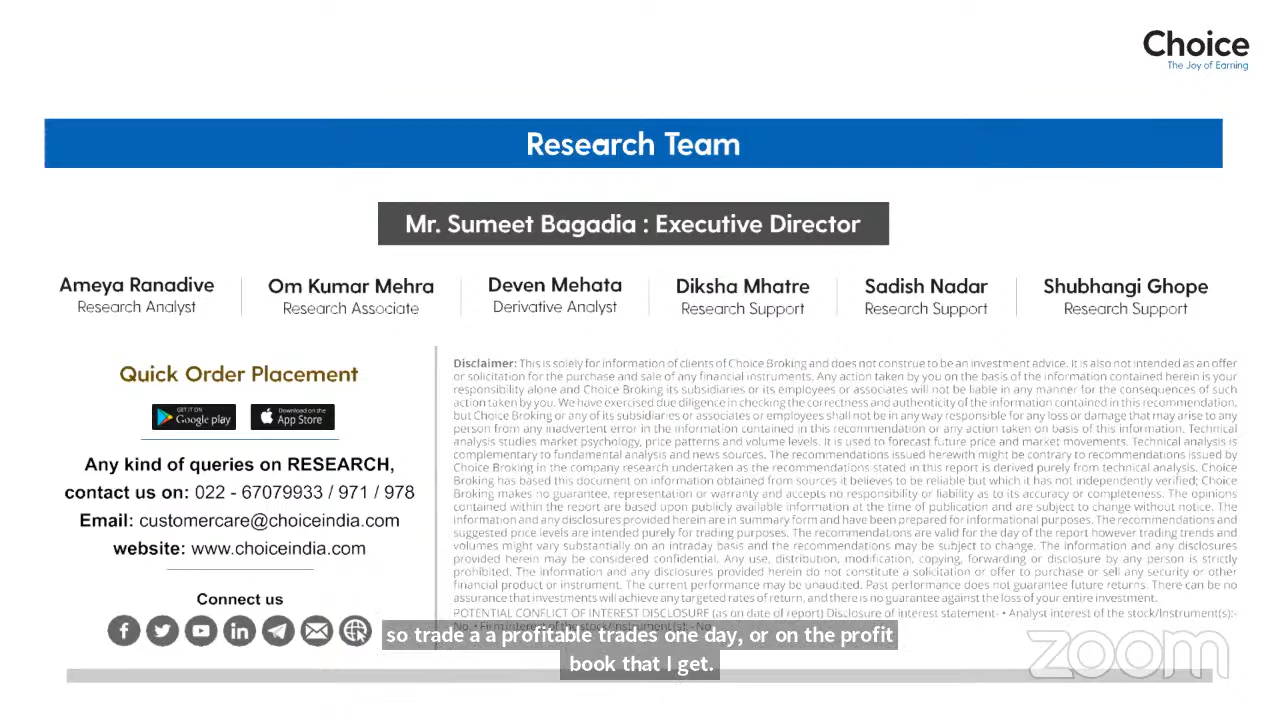 Choice
The Joy of Earning
Research Team
Mr. Sumeet Bagadia : Executive Director
Ameya Ranadive
Research Analyst
Om Kumar Mehra
Research Associate
Deven Mehata
Derivative Analyst
Diksha Mhatre
Research Support
Sadish Nadar
Research Support
Shubhangi Ghope
Research Support
Quick Order Placement
GET IT ON
Google play
Download on the
App Store
Any kind of queries on RESEARCH,
contact us on: 022 - 67079933 / 971 / 978
Email: customercare@choiceindia.com
website: www.choiceindia.com
Connect us
Disclaimer: This is solely for information of clients of Choice Broking and does not construe to be an investment advice. It is also not intended as an offer
or solicitation for the purchase and sale of any financial instruments. Any action taken by you on the basis of the information contained herein is your
responsibility alone and Choice Broking its subsidiaries or its employees or associates will not be liable in any manner for the consequences of such
action taken by you. We have exercised due diligence in checking the correctness and authenticity of the information contained in this recommendation,
but Choice Broking or any of its subsidiaries or associates or employees shall not be in any way responsible for any loss or damage that may arise to any
person from any inadvertent error in the information contained in this recommendation or any action taken on basis of this information. Technical
analysis studies market psychology, price patterns and volume levels. It is used to forecast future price and market movements. Technical analysis is
complementary to fundamental analysis and news sources. The recommendations issued herewith might be contrary to recommendations issued by
Choice Broking in the company research undertaken as the recommendations stated in this report is derived purely from technical analysis. Choice
Broking has based this document on information obtained from sources it believes to be reliable but which it has not independently verified; Choice
Broking makes no guarantee, representation or warranty and accepts no responsibility or liability as to its accuracy or completeness. The opinions
contained within the report are based upon publicly available information at the time of publication and are subject to change without notice. The
information and any disclosures provided herein are in summary form and have been prepared for informational purposes. The recommendations and
suggested price levels are intended purely for trading purposes. The recommendations are valid for the day of the report however trading trends and
volumes might vary substantially on an intraday basis and the recommendations may be subject to change. The information and any disclosures
provided herein may be considered confidential. Any use, distribution, modification, copying, forwarding or disclosure by any person is strictly
prohibited. The information and any disclosures provided herein do not constitute a solicitation or offer to purchase or sell any security or other
financial product or instrument. The current performance may be unaudited. Past performance does not guarantee future returns. There can be no
assurance that investments will achieve any targeted rates of return, and there is no guarantee against the loss of your entire investment.
POTENTIAL CONFLICT OF INTEREST DISCLOSURE (as on date of report) Disclosure of interest statement- • Analyst interest of the stock/Instrument(s):-
No. • Firm interest of the stock/Instrument(s): - No
so trade a a profitable trades one day, or on the profit
book that I get.
zoom